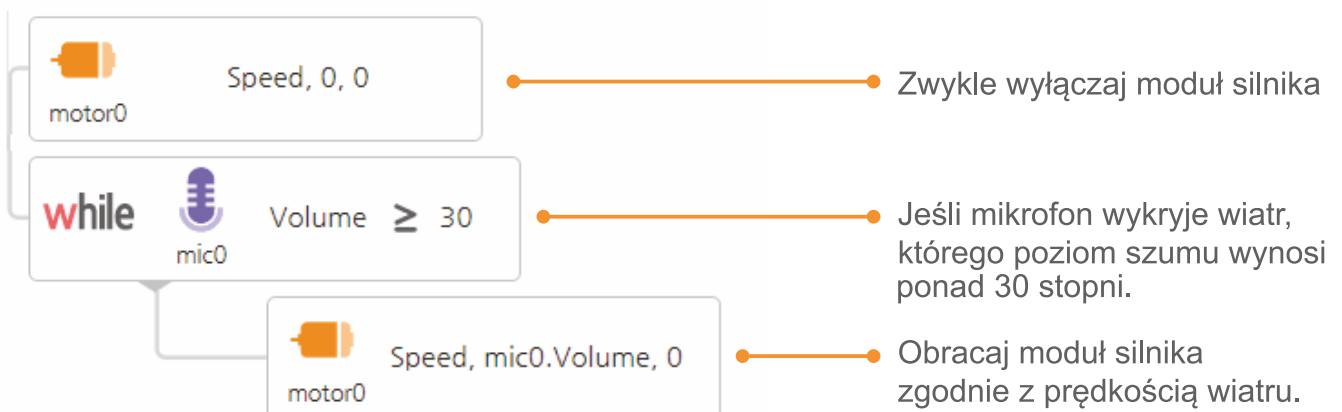 Speed, 0, 0
motor0
Zwykle wyłączaj moduł silnika
while
mic0
Volume ≥ 30
Jeśli mikrofon wykryje wiatr,
którego poziom szumu wynosi
ponad 30 stopni.
Speed, mic0.Volume, 0
motor0
Obracaj moduł silnika
zgodnie z prędkością wiatru.